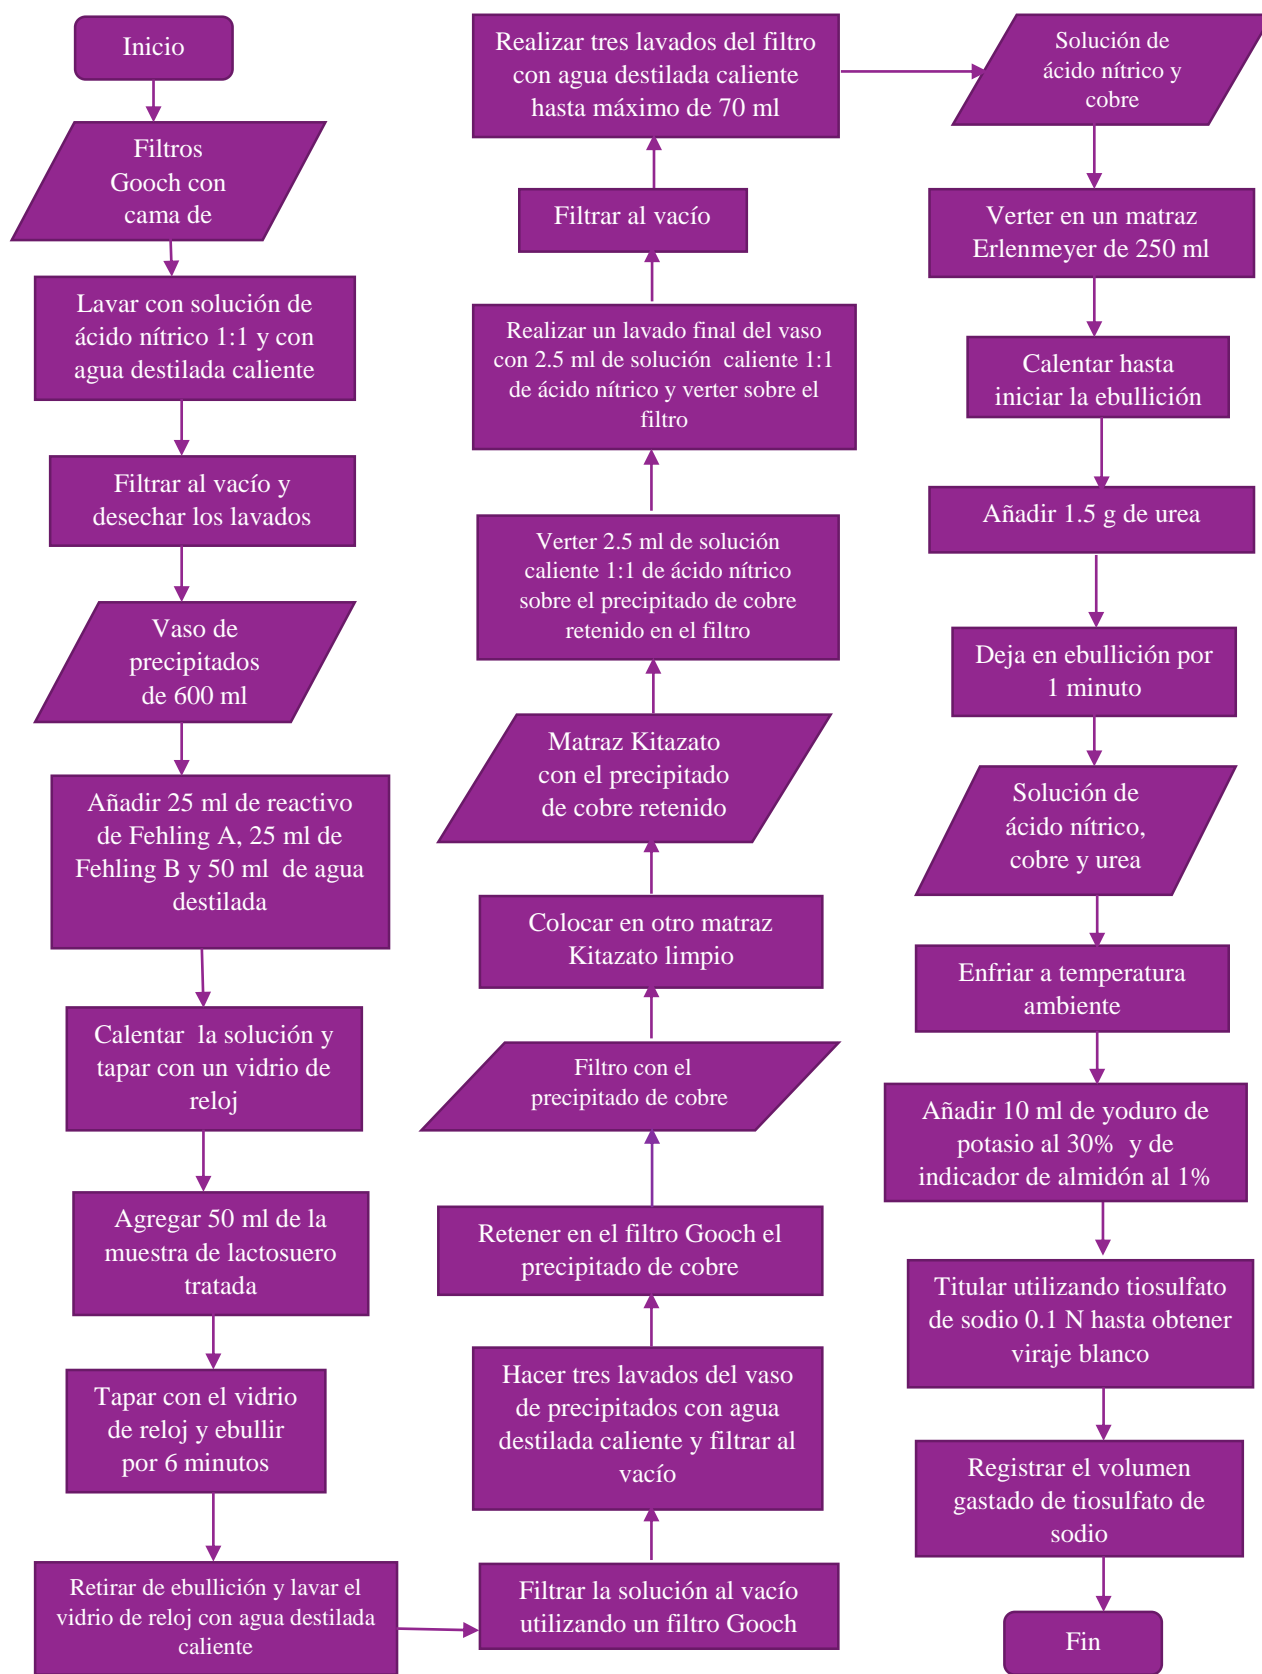 Inicio
Filtros
Gooch con
cama de
Lavar con solución de
ácido nítrico 1:1 y con
agua destilada caliente
Filtrar al vacío y
desechar los lavados
Vaso de
precipitados
de 600 ml
Añadir 25 ml de reactivo
de Fehling A, 25 ml de
Fehling B y 50 ml de agua
destilada
Calentar la solución y
tapar con un vidrio de
reloj
Agregar 50 ml de la
muestra de lactosuero
tratada
Tapar con el vidrio
de reloj y ebullir
por 6 minutos
Retirar de ebullición y lavar el
vidrio de reloj con agua destilada
caliente
Filtrar la solución al vacío
utilizando un filtro Gooch
Hacer tres lavados del vaso
de precipitados con agua
destilada caliente y filtrar al
vacío
Retener en el filtro Gooch el
precipitado de cobre
Filtro con el
precipitado de cobre
Colocar en otro matraz
Kitazato limpio
Matraz Kitazato
con el precipitado
de cobre retenido
Verter 2.5 ml de solución
caliente 1:1 de ácido nítrico
sobre el precipitado de cobre
retenido en el filtro
Realizar un lavado final del vaso
con 2.5 ml de solución caliente 1:1
de ácido nítrico y verter sobre el
filtro
Filtrar al vacío
Realizar tres lavados del filtro
con agua destilada caliente
hasta máximo de 70 ml
Solución de
ácido nítrico y
cobre
Verter en un matraz
Erlenmeyer de 250 ml
Calentar hasta
iniciar la ebullición
Añadir 1.5 g de urea
Deja en ebullición por
1 minuto
Solución de
ácido nítrico,
cobre y urea
Enfriar a temperatura
ambiente
Añadir 10 ml de yoduro de
potasio al 30% y de
indicador de almidón al 1%
Titular utilizando tiosulfato
de sodio 0.1 N hasta obtener
viraje blanco
Registrar el volumen
gastado de tiosulfato de
sodio
Fin